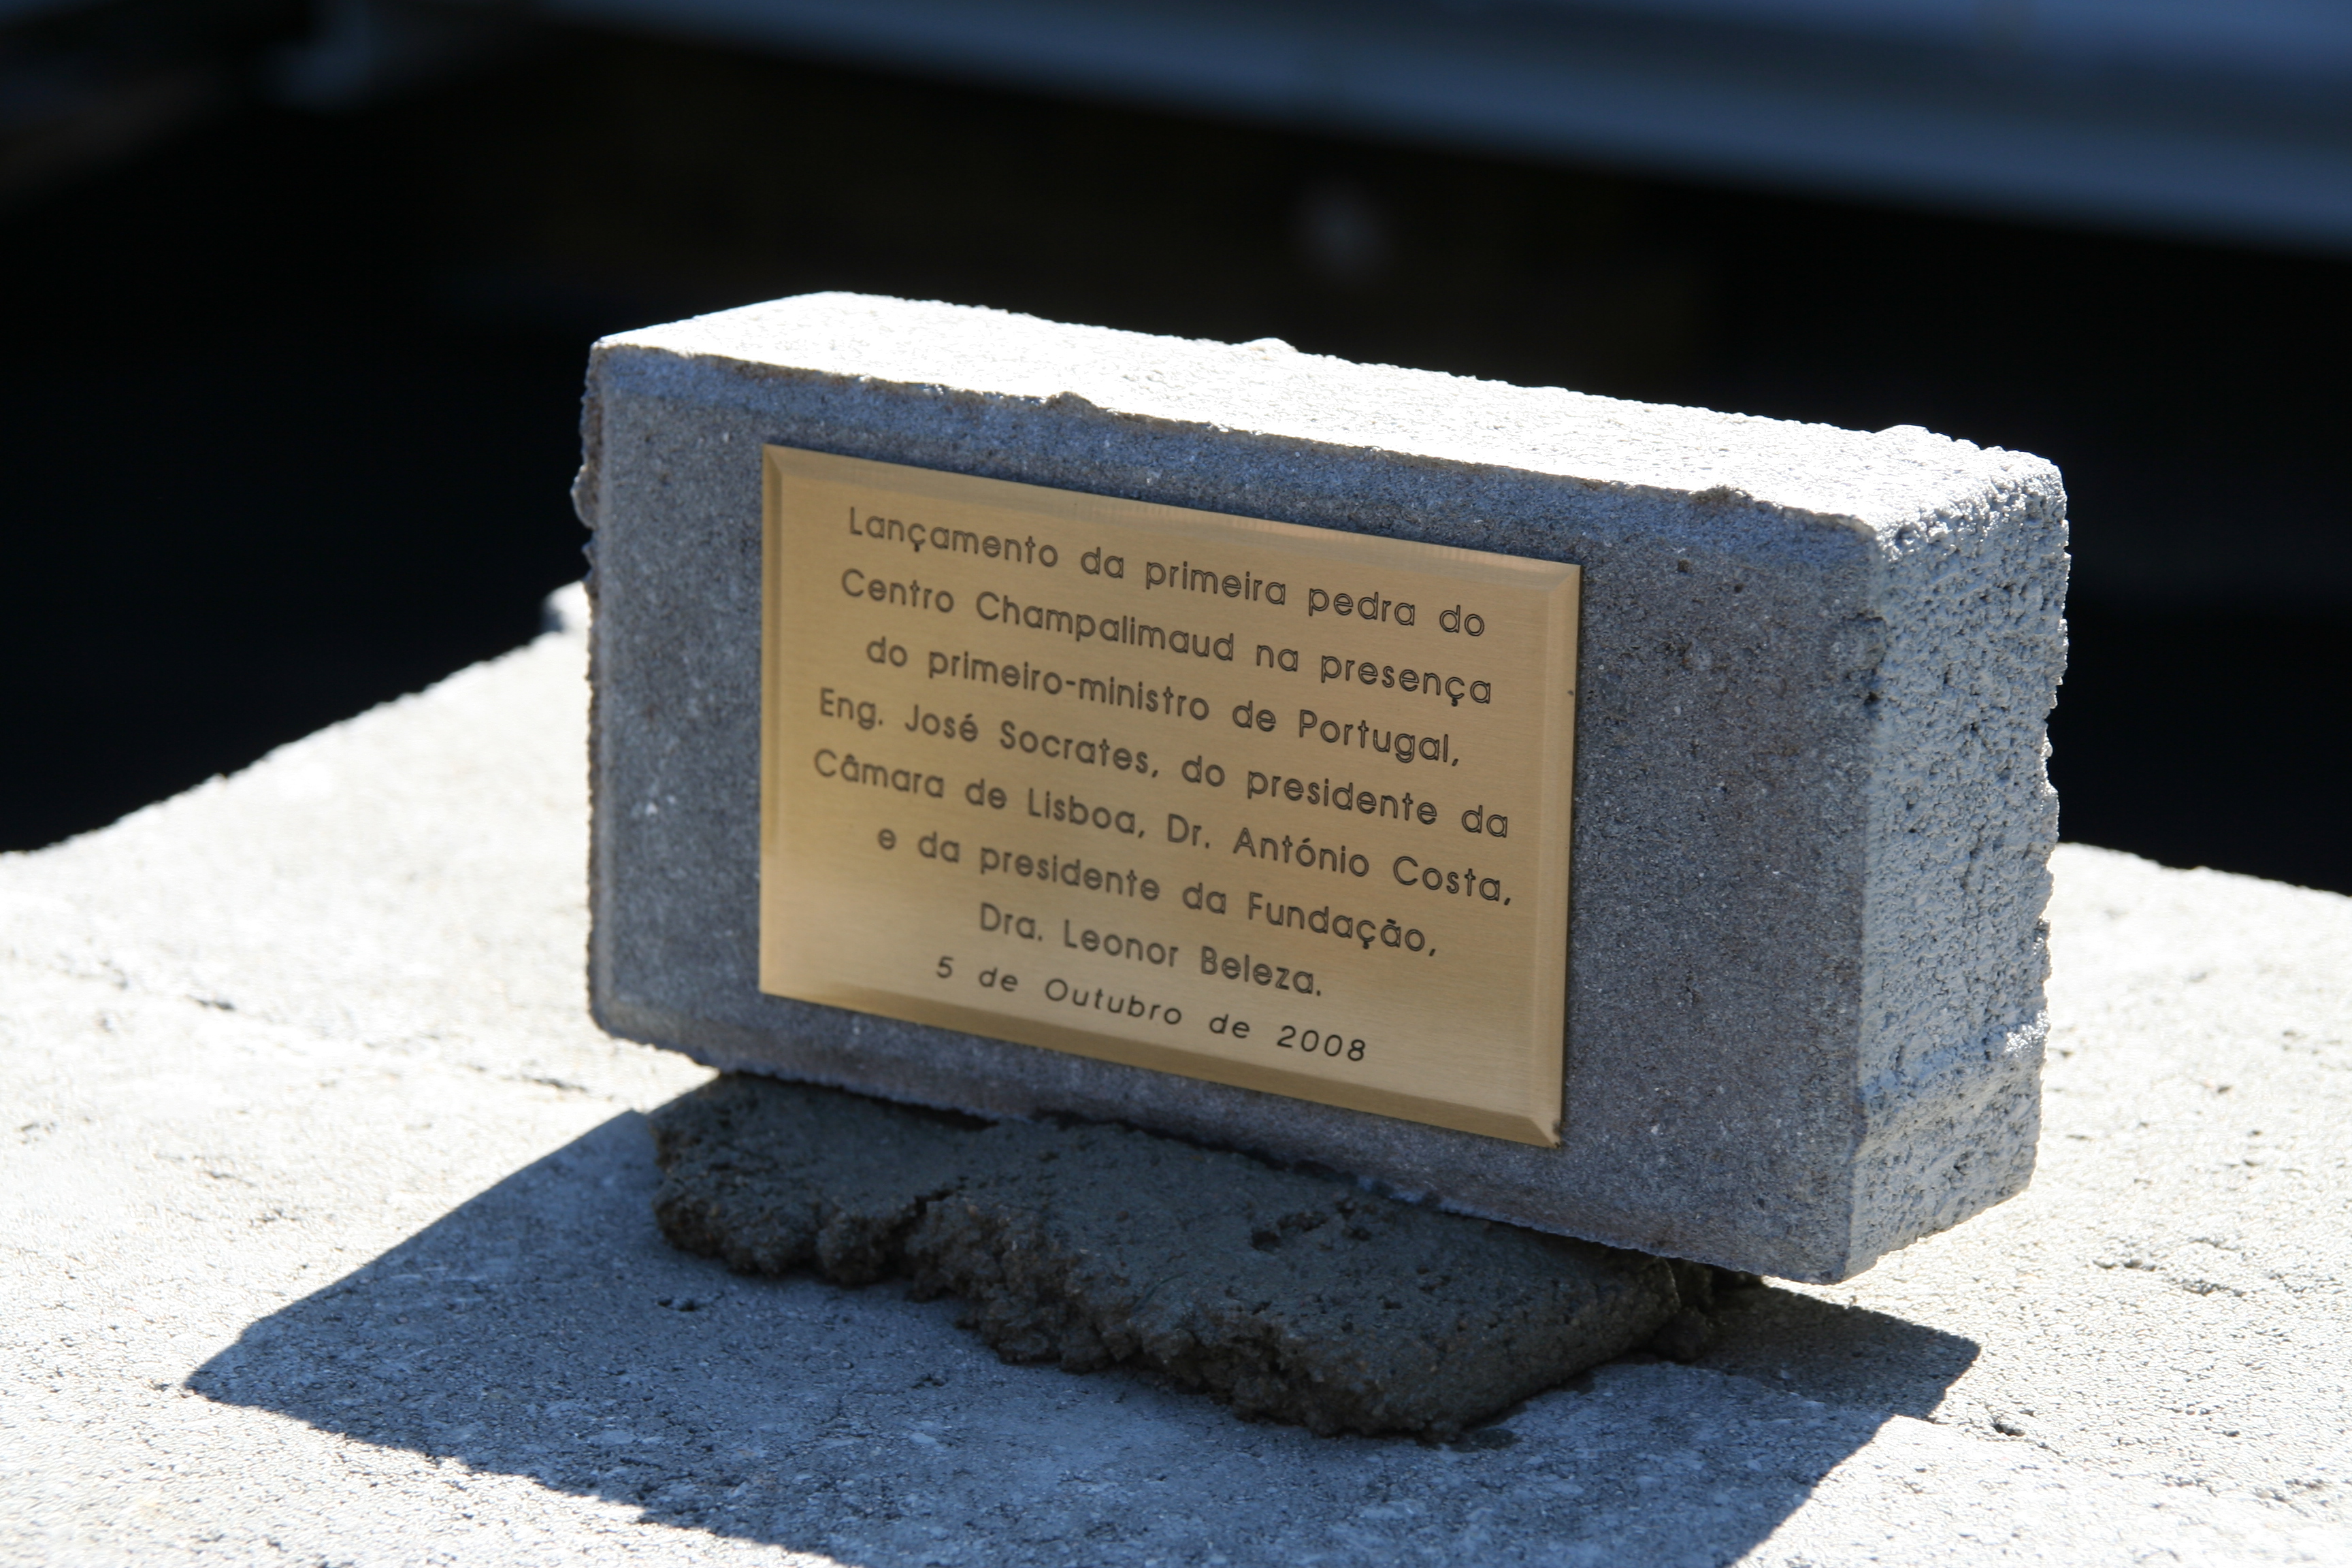 Lançamento da primeira pedra do
Centro Champalimaud na presença
do primeiro-ministro de Portugal,
Eng. José Socrates, do presidente da
Câmara de Lisboa, Dr. António Costa,
e da presidente da Fundação,
Dra. Leonor Beleza.
5 de Outubro de 2008